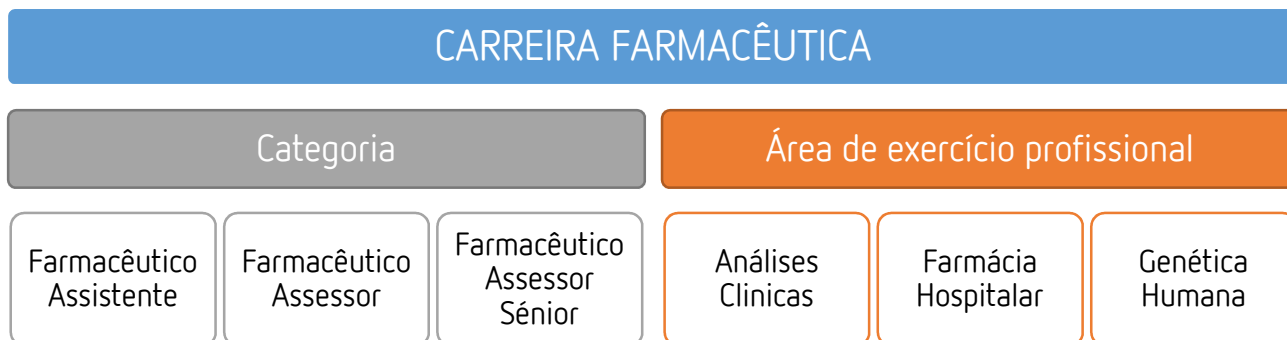 CARREIRA FARMACÊUTICA
Categoria
Área de exercício profissional
Farmacêutico
Assistente
Farmacêutico
Assessor
Farmacêutico
Assessor
Sénior
Análises
Clinicas
Farmácia
Hospitalar
Genética
Humana